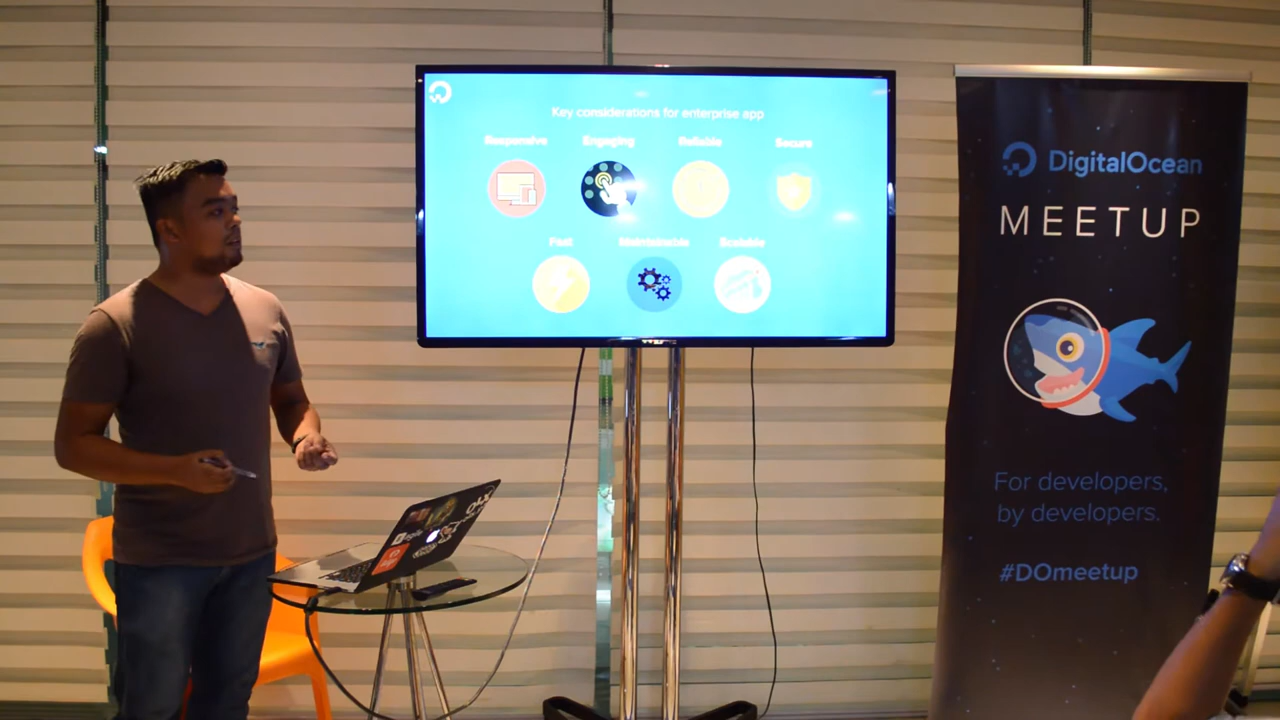 Key considerations for enterprise app
Responsive Engaging Reliable Secure
Fast Maintainable Scalable
DigitalOcean
MEETUP
For developers,
by developers.
#DOmeetup